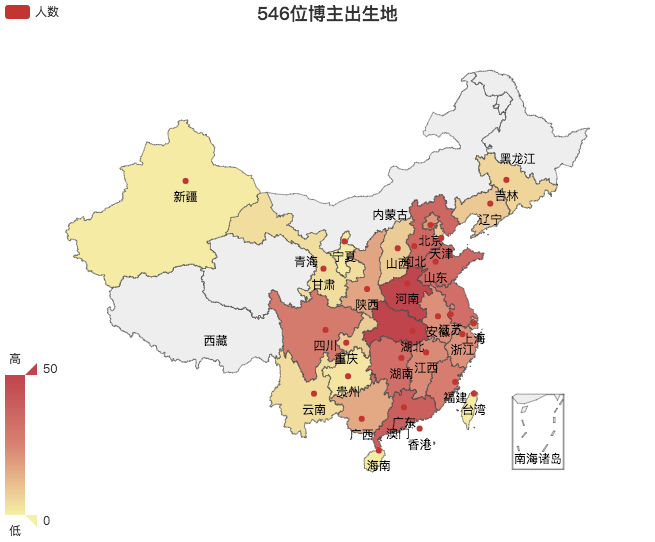 人数
546位博主出生地
黑龙江
新疆
吉林
内蒙古
辽宁
北京
天津
青海
宁夏
山西
河北
甘肃
山东
陕西
河南
西藏
四川
安徽
江苏
上海
湖北
浙江
重庆
湖南
江西
贵州
福建
云南
台湾
广东
广西
澳门
香港
海南
南海诸岛
高
50
0
低